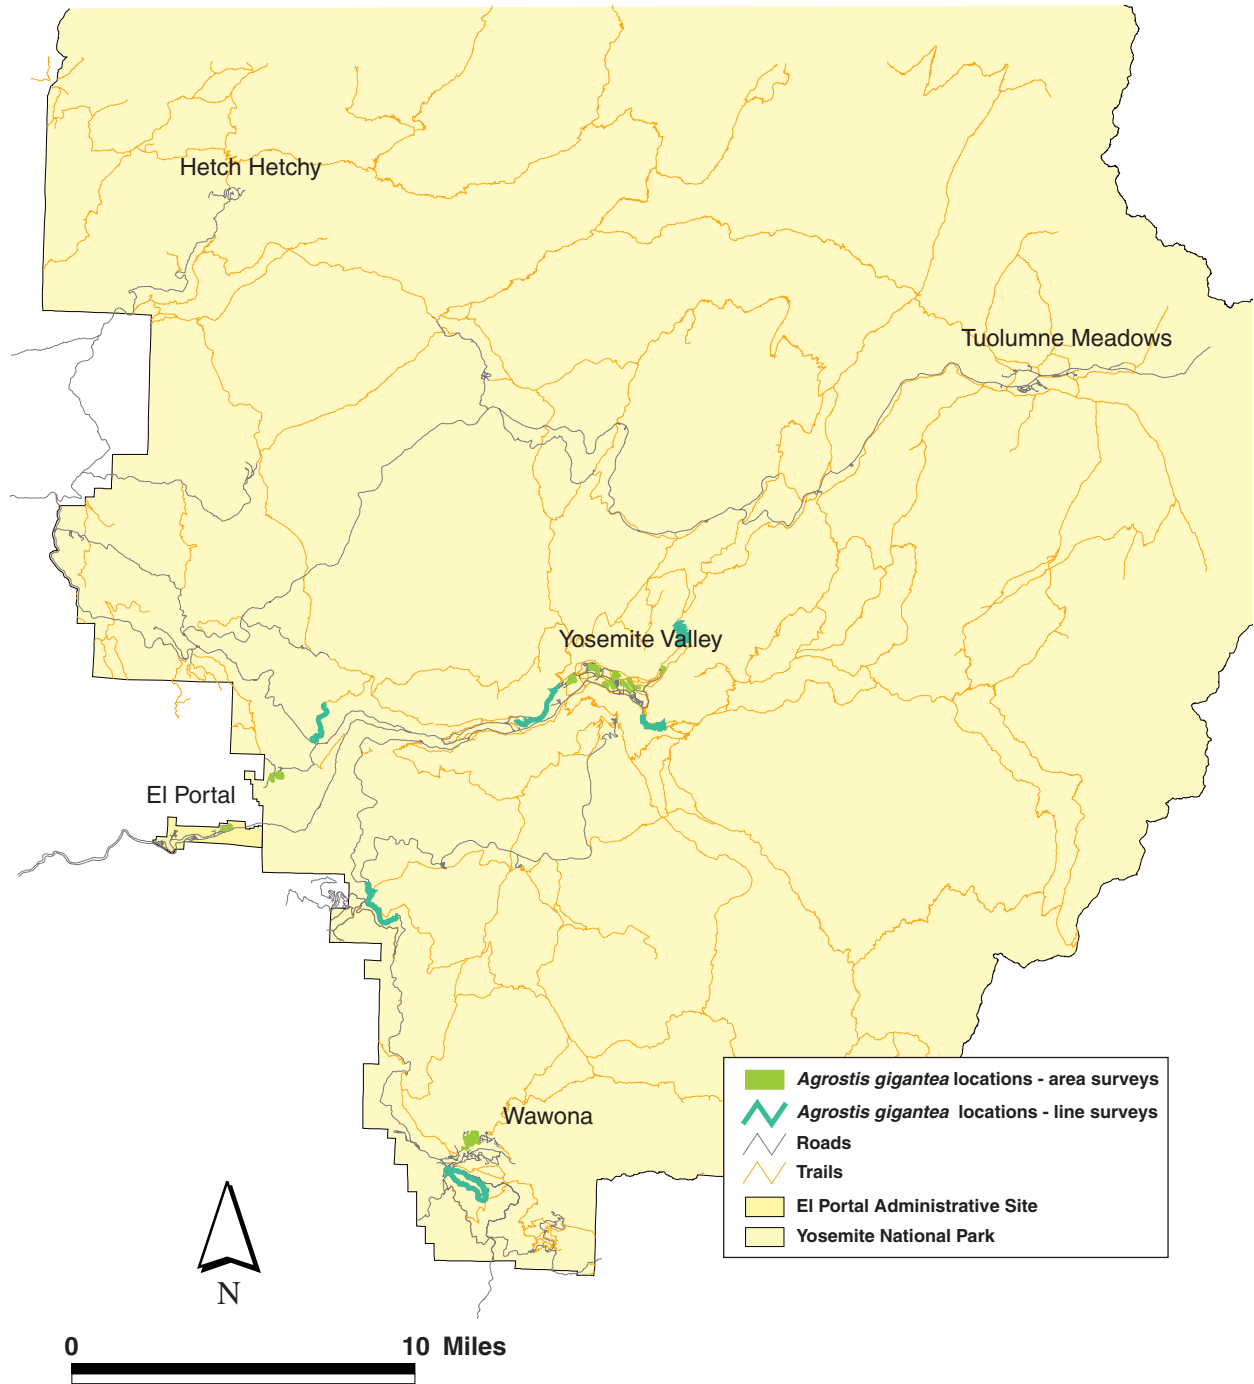 Hetch Hetchy
Tuolumne Meadows
Yosemite Valley
El Portal
Wawona
Agrostis gigantea locations - area surveys
Agrostis gigantea locations - line surveys
Roads
Trails
El Portal Administrative Site
Yosemite National Park
N
0 10 Miles